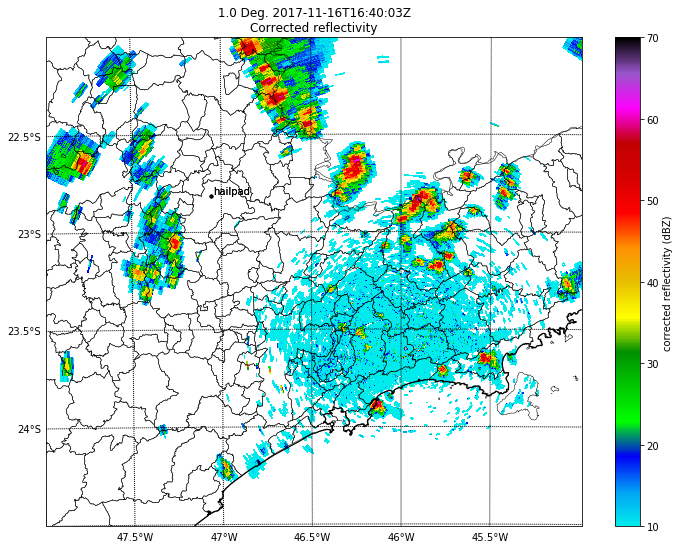 1.0 Deg. 2017-11-16T16:40:03Z
Corrected reflectivity
22.5°S
23°S
23.5°S
24°S
47.5°W
47°W
46.5°W
46°W
45.5°W
hailpad
70
60
50
40
30
20
10
corrected reflectivity (dBZ)